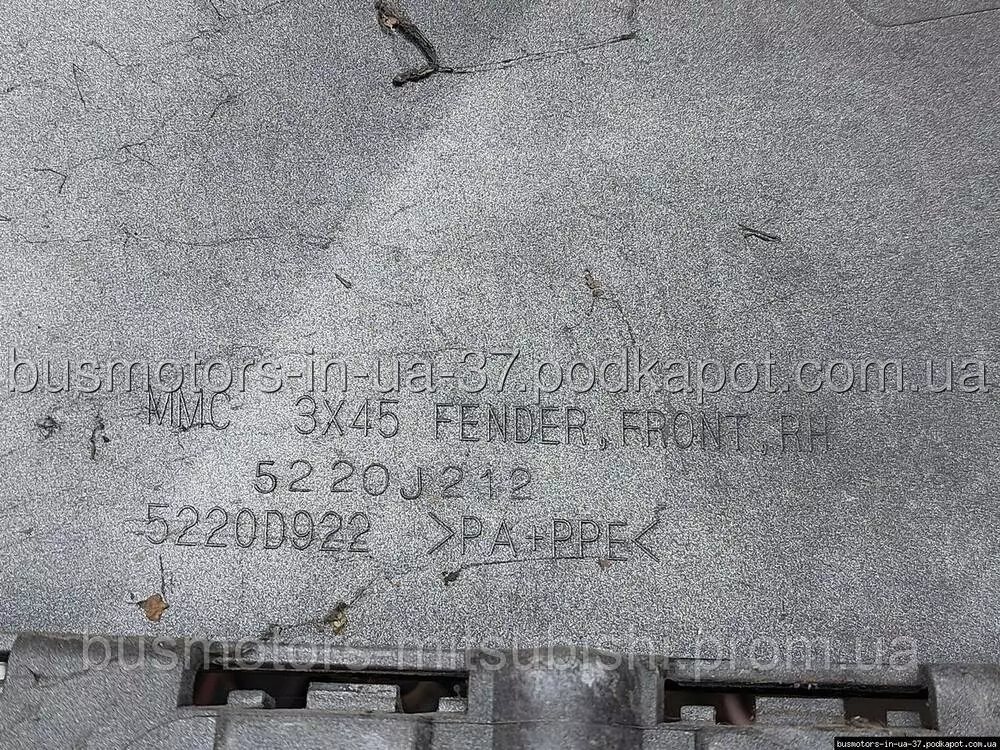 busmotors-in-ua-37.podkapot.com.ua
MMC 3X45 FENDER,FRONT,RH
5220J212
5220D922 >PA+PPE<
busmotors-mitsubishi.prom.ua
busmotors-in-ua-37.podkapot.com.ua